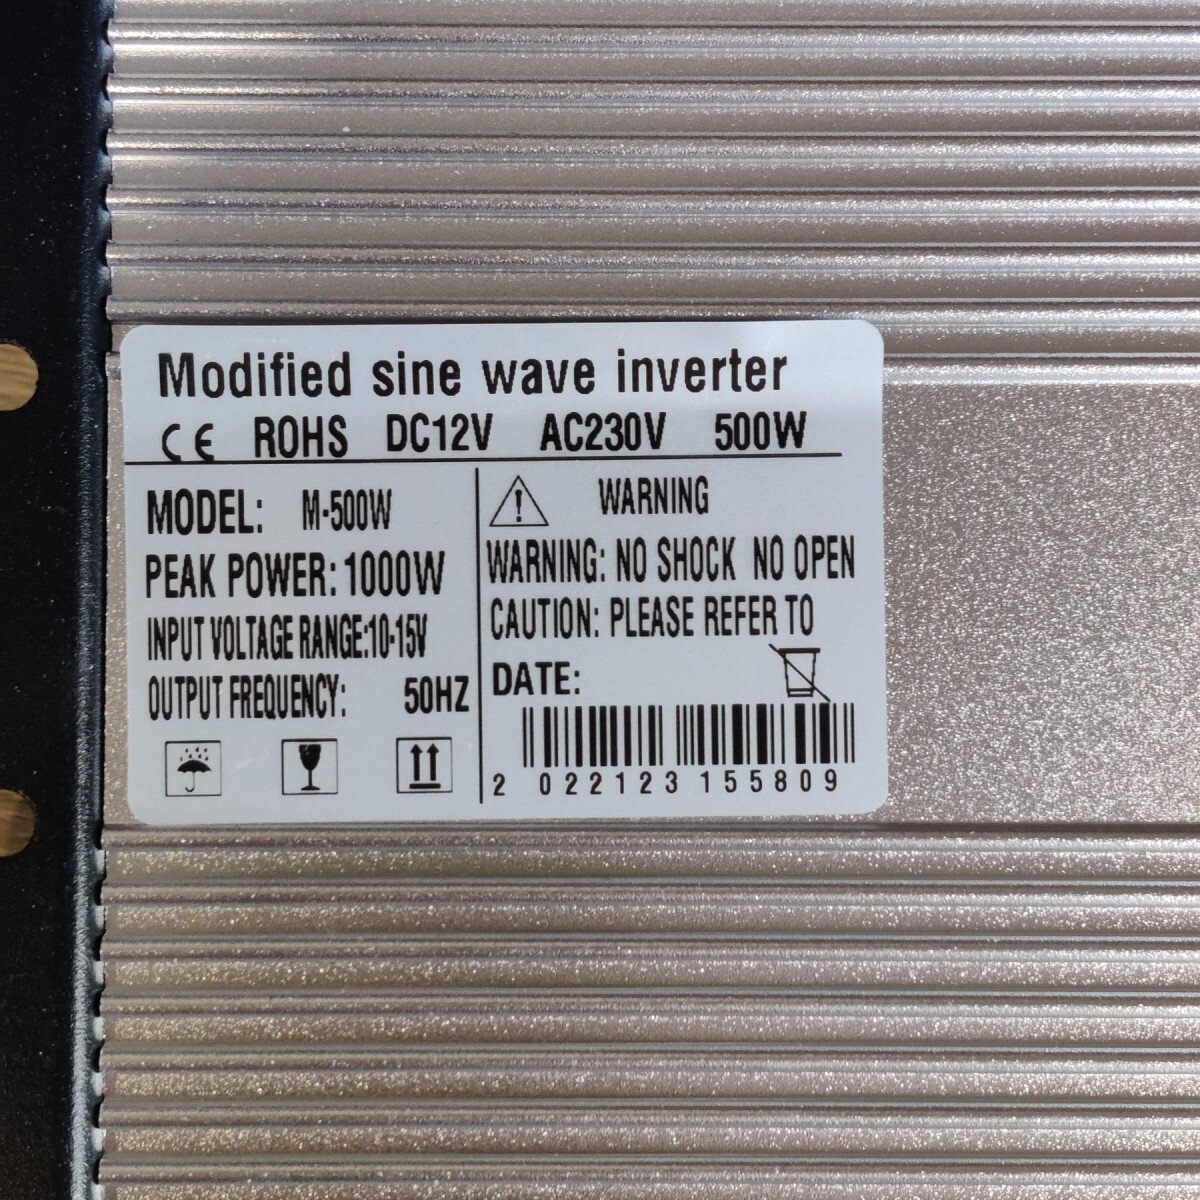 Modified sine wave inverter
CE ROHS DC12V AC230V 500W
MODEL: M-500W
PEAK POWER: 1000W
INPUT VOLTAGE RANGE:10-15V
OUTPUT FREQUENCY: 50HZ
WARNING
WARNING: NO SHOCK NO OPEN
CAUTION: PLEASE REFER TO
DATE:
2 022123 155809